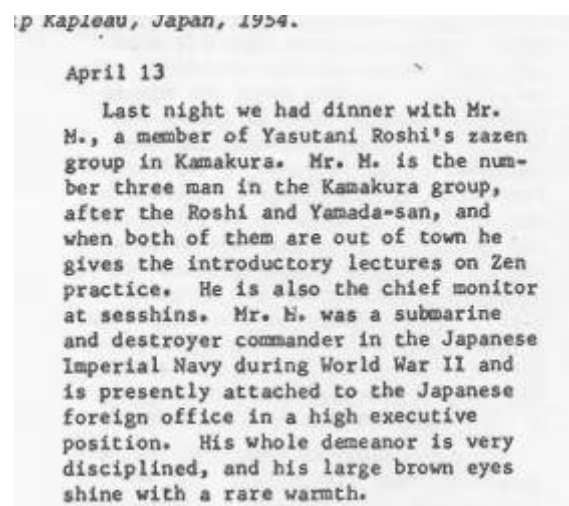 ip Kapleau, Japan, 1954.
April 13
Last night we had dinner with Mr.
M., a member of Yasutani Roshi's zazen
group in Kamakura. Mr. M. is the num-
ber three man in the Kamakura group,
after the Roshi and Yamada-san, and
when both of them are out of town he
gives the introductory lectures on Zen
practice. He is also the chief monitor
at sesshins. Mr. M. was a submarine
and destroyer commander in the Japanese
Imperial Navy during World War II and
is presently attached to the Japanese
foreign office in a high executive
position. His whole demeanor is very
disciplined, and his large brown eyes
shine with a rare warmth.